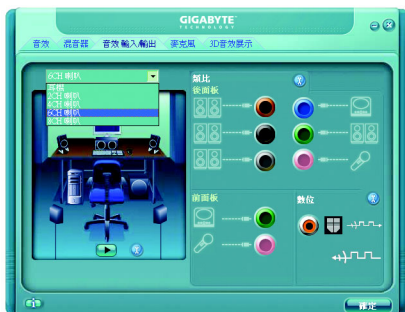 GIGABYTE
TECHNOLOGY
音效 混音器 音效輸入/輸出 麥克風 3D音效展示
6CH 喇叭
耳機
2CH 喇叭
4CH 喇叭
6CH 喇叭
8CH 喇叭
類比
後面板
前面板
數位
確定